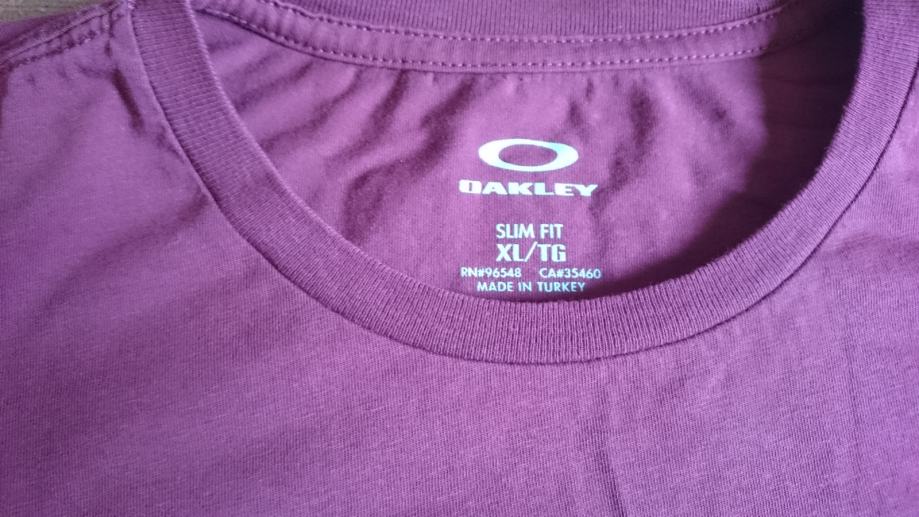 OAKLEY
SLIM FIT
XL/TG
RN#96548 CA#35460
MADE IN TURKEY